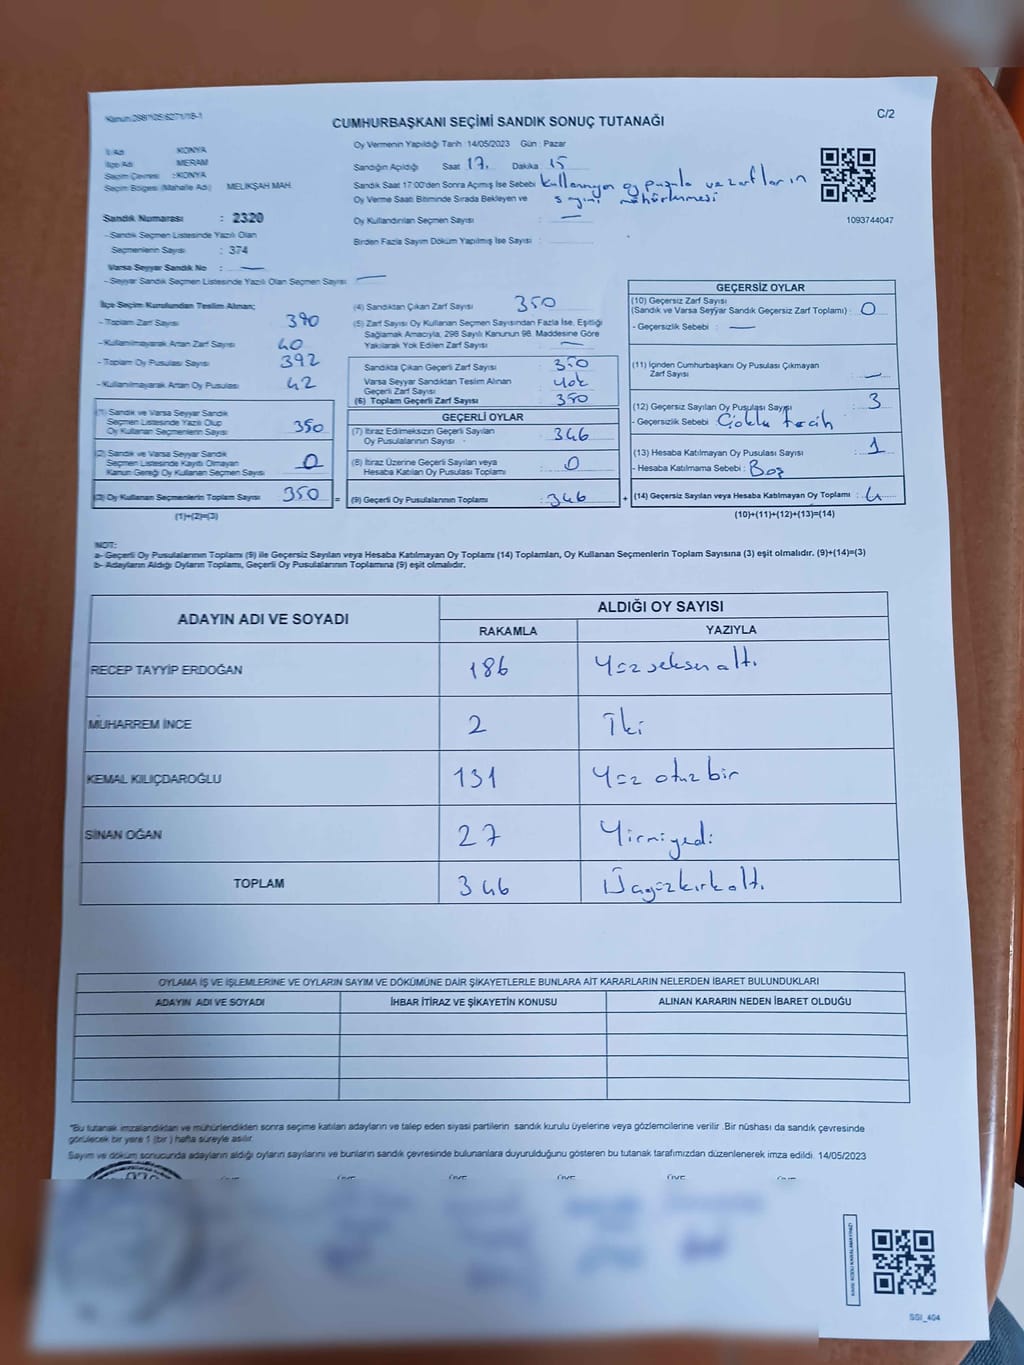 Kanun:298/105/6271/18-1
C/2
CUMHURBAŞKANI SEÇİMİ SANDIK SONUÇ TUTANAĞI
İl Adı : KONYA
İlçe Adı : MERAM
Seçim Çevresi : KONYA
Seçim Bölgesi (Mahalle Adı) : MELİKŞAH MAH.
Sandık Numarası : 2320
-Sandık Seçmen Listesinde Yazılı Olan
Seçmenlerin Sayısı : 374
Varsa Seyyar Sandık No : —
- Seyyar Sandık Seçmen Listesinde Yazılı Olan Seçmen Sayısı : —
Oy Vermenin Yapıldığı Tarih 14/05/2023 Gün : Pazar
Sandığın Açıldığı Saat 17. Dakika 15
Sandık Saat 17:00'den Sonra Açılmış İse Sebebi oy pusula ve zarfların
Oy Verme Saati Bitiminde Sırada Bekleyen ve mühürlenmesi
Oy Kullandırılan Seçmen Sayısı : —
Birden Fazla Sayım Döküm Yapılmış İse Sayısı :
1093744047
İlçe Seçim Kurulundan Teslim Alınan;
- Toplam Zarf Sayısı 390
- Kullanılmayarak Artan Zarf Sayısı 40
- Toplam Oy Pusulası Sayısı 392
- Kullanılmayarak Artan Oy Pusulası 42
(1) Sandık ve Varsa Seyyar Sandık
Seçmen Listesinde Yazılı Olup
Oy Kullanan Seçmenlerin Sayısı 350
(2) Sandık ve Varsa Seyyar Sandık
Seçmen Listesinde Kayıtlı Olmayan
Kanun Gereği Oy Kullanan Seçmen Sayısı 0
(3) Oy Kullanan Seçmenlerin Toplam Sayısı 350 =
(1)+(2)=(3)
(4) Sandıktan Çıkan Zarf Sayısı 350
(5) Zarf Sayısı Oy Kullanan Seçmen Sayısından Fazla İse, Eşitliği
Sağlamak Amacıyla, 298 Sayılı Kanunun 98. Maddesine Göre
Yakılarak Yok Edilen Zarf Sayısı : —
Sandıkta Çıkan Geçerli Zarf Sayısı : 350
Varsa Seyyar Sandıktan Teslim Alınan
Geçerli Zarf Sayısı : Yok
(6) Toplam Geçerli Zarf Sayısı : 350
GEÇERLİ OYLAR
(7) İtiraz Edilmeksizin Geçerli Sayılan
Oy Pusulalarının Sayısı : 346
(8) İtiraz Üzerine Geçerli Sayılan veya
Hesaba Katılan Oy Pusulası Toplamı : 0
(9) Geçerli Oy Pusulalarının Toplamı : 346 +
GEÇERSİZ OYLAR
(10) Geçersiz Zarf Sayısı
(Sandık ve Varsa Seyyar Sandık Geçersiz Zarf Toplamı) : 0
- Geçersizlik Sebebi : —
(11) İçinden Cumhurbaşkanı Oy Pusulası Çıkmayan
Zarf Sayısı : —
(12) Geçersiz Sayılan Oy Pusulası Sayısı : 3
- Geçersizlik Sebebi : Çoklu tercih
(13) Hesaba Katılmayan Oy Pusulası Sayısı : 1
- Hesaba Katılmama Sebebi : Boş
(14) Geçersiz Sayılan veya Hesaba Katılmayan Oy Toplamı : 4
(10)+(11)+(12)+(13)=(14)
NOT:
a- Geçerli Oy Pusulalarının Toplamı (9) ile Geçersiz Sayılan veya Hesaba Katılmayan Oy Toplamı (14) Toplamları, Oy Kullanan Seçmenlerin Toplam Sayısına (3) eşit olmalıdır. (9)+(14)=(3)
b- Adayların Aldığı Oyların Toplamı, Geçerli Oy Pusulalarının Toplamına (9) eşit olmalıdır.
ADAYIN ADI VE SOYADI
ALDIĞI OY SAYISI
RAKAMLA YAZIYLA
RECEP TAYYİP ERDOĞAN 186 Yüz seksen altı
MUHARREM İNCE 2 İki
KEMAL KILIÇDAROĞLU 131 Yüz otuz bir
SİNAN OĞAN 27 Yirmi yedi
TOPLAM 346 Üçyüzkırkaltı
OYLAMA İŞ VE İŞLEMLERİNE VE OYLARIN SAYIM VE DÖKÜMÜNE DAİR ŞİKAYETLERLE BUNLARA AİT KARARLARIN NELERDEN İBARET BULUNDUKLARI
ADAYIN ADI VE SOYADI İHBAR İTİRAZ VE ŞİKAYETİN KONUSU ALINAN KARARIN NEDEN İBARET OLDUĞU
*Bu tutanak imzalandıktan ve mühürlendikten sonra seçime katılan adayların ve talep eden siyasi partilerin sandık kurulu üyelerine veya gözlemcilerine verilir .Bir nüshası da sandık çevresinde
görülecek bir yere 1 (bir ) hafta süreyle asılır.
Sayım ve döküm sonucunda adayların aldığı oyların sayılarını ve bunların sandık çevresinde bulunanlara duyurulduğunu gösteren bu tutanak tarafımızdan düzenlenerek imza edildi. 14/05/2023
SSI_404